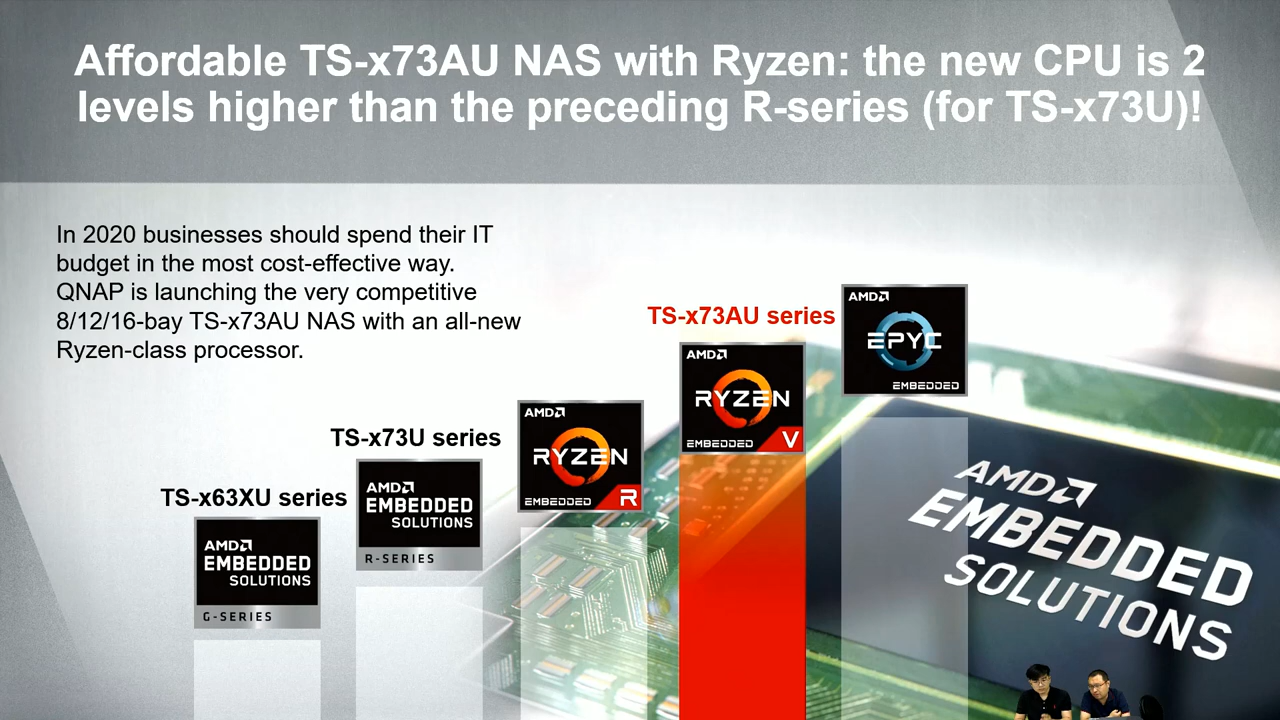 Affordable TS-x73AU NAS with Ryzen: the new CPU is 2
levels higher than the preceding R-series (for TS-x73U)!
In 2020 businesses should spend their IT
budget in the most cost-effective way.
QNAP is launching the very competitive
8/12/16-bay TS-x73AU NAS with an all-new
Ryzen-class processor.
TS-x63XU series
AMD
EMBEDDED
SOLUTIONS
G-SERIES
TS-x73U series
AMD
EMBEDDED
SOLUTIONS
R-SERIES
AMD
RYZEN
EMBEDDED R
TS-x73AU series
AMD
RYZEN
EMBEDDED V
AMD
EPYC
EMBEDDED
AMD
EMBEDDED
SOLUTIONS